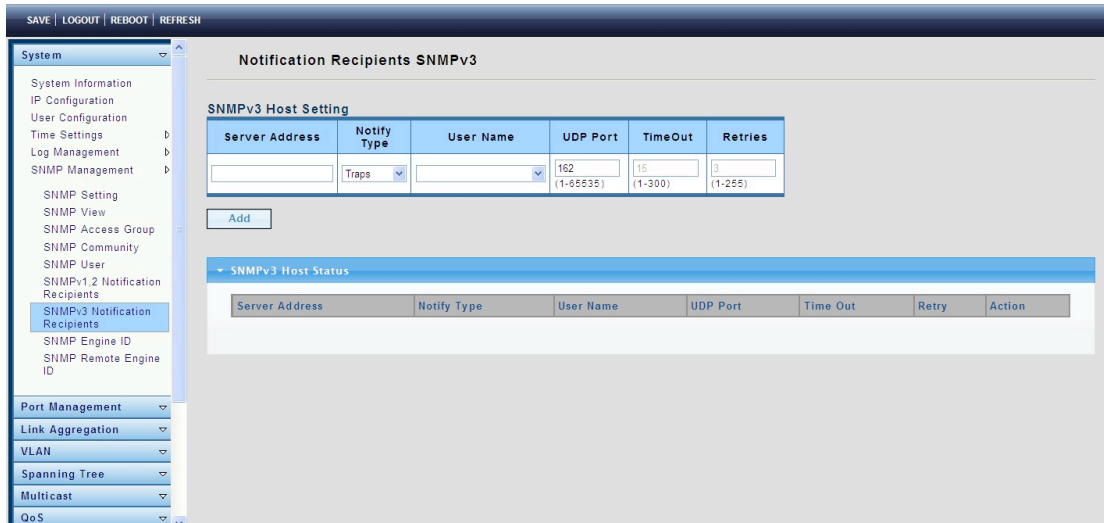 SAVE | LOGOUT | REBOOT | REFRESH
System
System Information
IP Configuration
User Configuration
Time Settings
Log Management
SNMP Management
SNMP Setting
SNMP View
SNMP Access Group
SNMP Community
SNMP User
SNMPv1,2 Notification
Recipients
SNMPv3 Notification
Recipients
SNMP Engine ID
SNMP Remote Engine
ID
Port Management
Link Aggregation
VLAN
Spanning Tree
Multicast
QoS
Notification Recipients SNMPv3
SNMPv3 Host Setting
Server Address Notify Type User Name UDP Port TimeOut Retries
Traps 162 15 3
(1-65535) (1-300) (1-255)
Add
SNMPv3 Host Status
Server Address Notify Type User Name UDP Port Time Out Retry Action